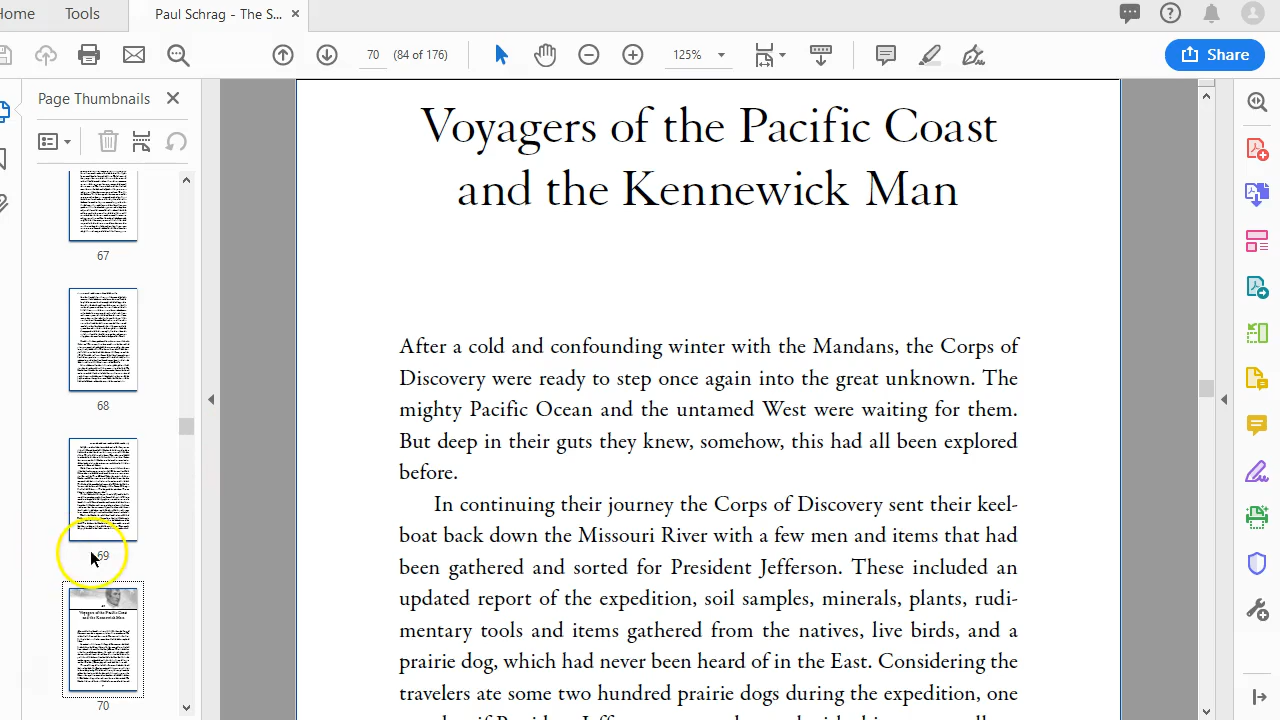 Home
Tools
Paul Schrag - The S... ×
70 (84 of 176)
125%
Share
Page Thumbnails
67
68
69
70
Voyagers of the Pacific Coast
and the Kennewick Man
After a cold and confounding winter with the Mandans, the Corps of
Discovery were ready to step once again into the great unknown. The
mighty Pacific Ocean and the untamed West were waiting for them.
But deep in their guts they knew, somehow, this had all been explored
before.
In continuing their journey the Corps of Discovery sent their keel-
boat back down the Missouri River with a few men and items that had
been gathered and sorted for President Jefferson. These included an
updated report of the expedition, soil samples, minerals, plants, rudi-
mentary tools and items gathered from the natives, live birds, and a
prairie dog, which had never been heard of in the East. Considering the
travelers ate some two hundred prairie dogs during the expedition, one